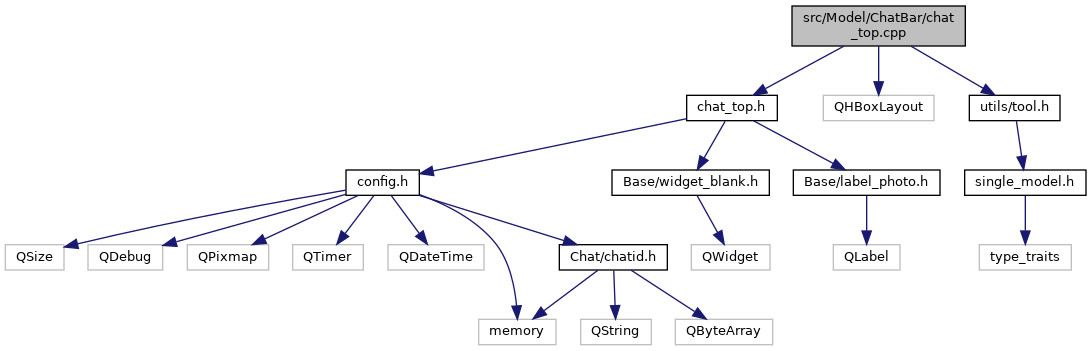 src/Model/ChatBar/chat
_top.cpp
chat_top.h
QHBoxLayout
utils/tool.h
config.h
Base/widget_blank.h
Base/label_photo.h
single_model.h
QSize
QDebug
QPixmap
QTimer
QDateTime
Chat/chatid.h
QWidget
QLabel
type_traits
memory
QString
QByteArray